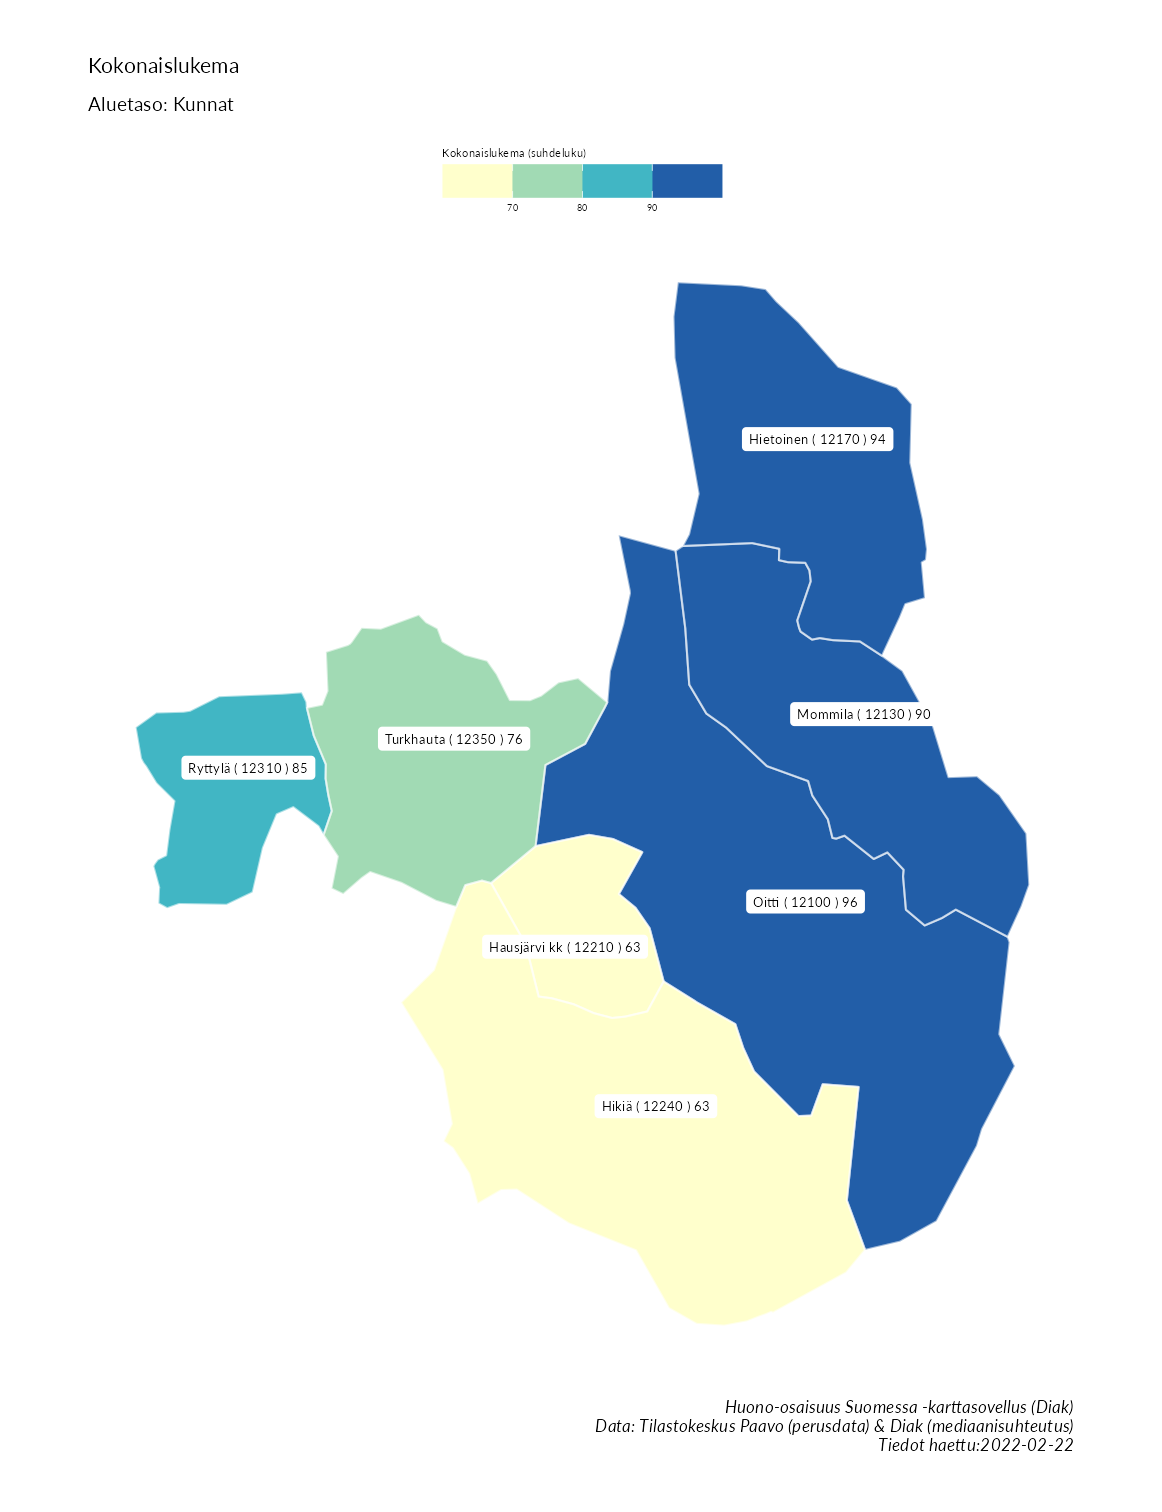 Kokonaislukema
Aluetaso: Kunnat
Kokonaislukema (suhdeluku)
70 80 90
Hietoinen ( 12170 ) 94
Mommila ( 12130 ) 90
Turkhauta ( 12350 ) 76
Ryttylä ( 12310 ) 85
Oitti ( 12100 ) 96
Hausjärvi kk ( 12210 ) 63
Hikiä ( 12240 ) 63
Huono-osaisuus Suomessa -karttasovellus (Diak)
Data: Tilastokeskus Paavo (perusdata) & Diak (mediaanisuhteutus)
Tiedot haettu:2022-02-22